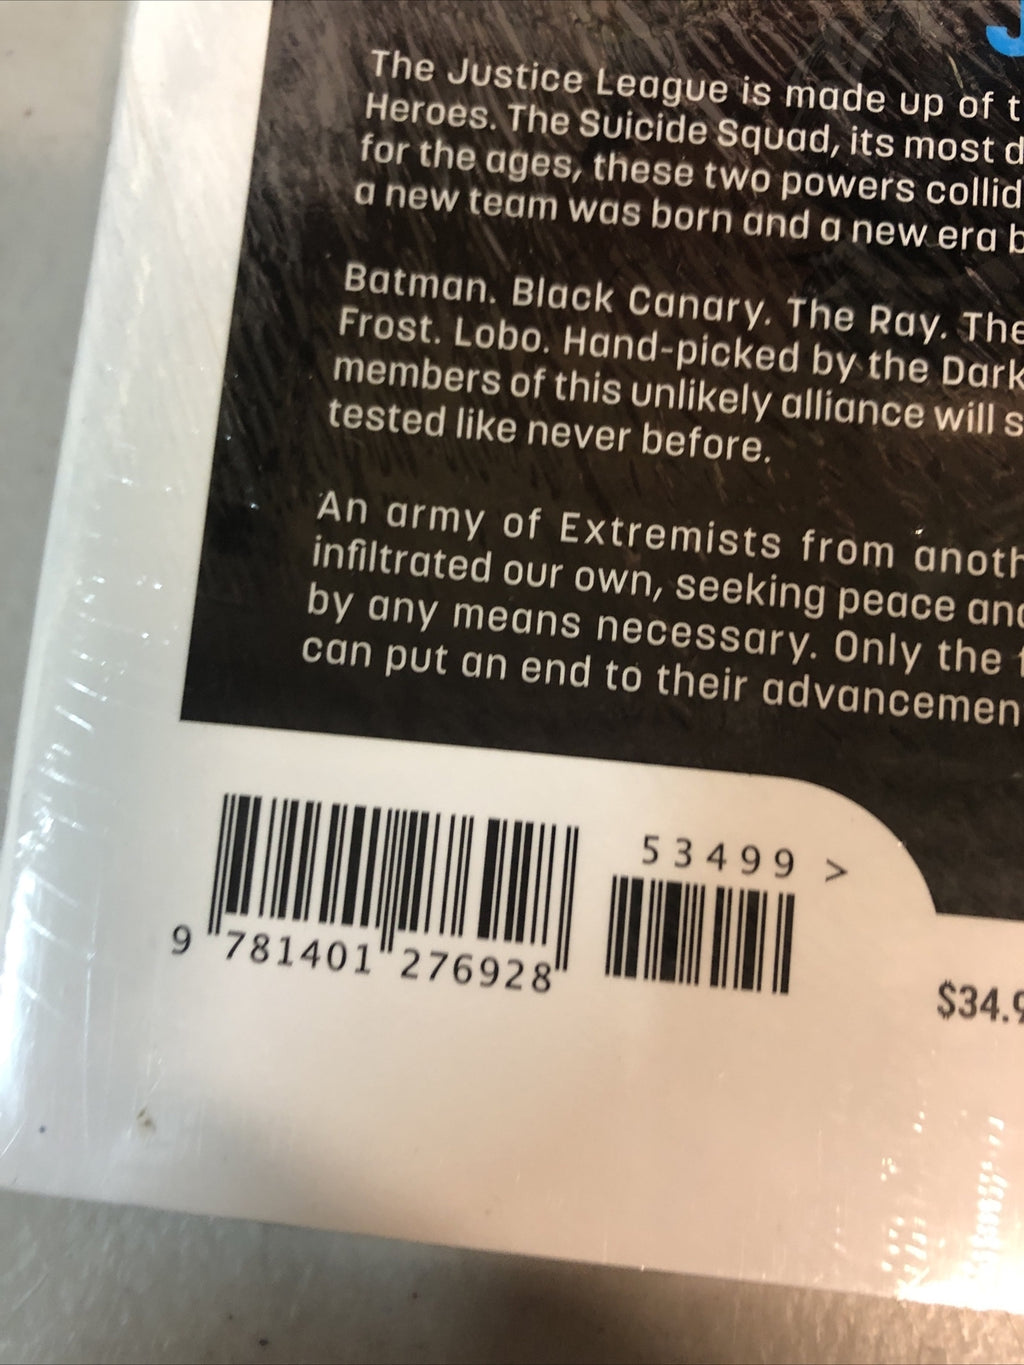 The Justice League is made up of t
Heroes. The Suicide Squad, its most d
for the ages, these two powers collid
a new team was born and a new era b
Batman. Black Canary. The Ray. The
Frost. Lobo. Hand-picked by the Dark
members of this unlikely alliance will s
tested like never before.
An army of Extremists from anoth
infiltrated our own, seeking peace and
by any means necessary. Only the f
can put an end to their advancemen
53499 >
9 781401 276928
$34.9